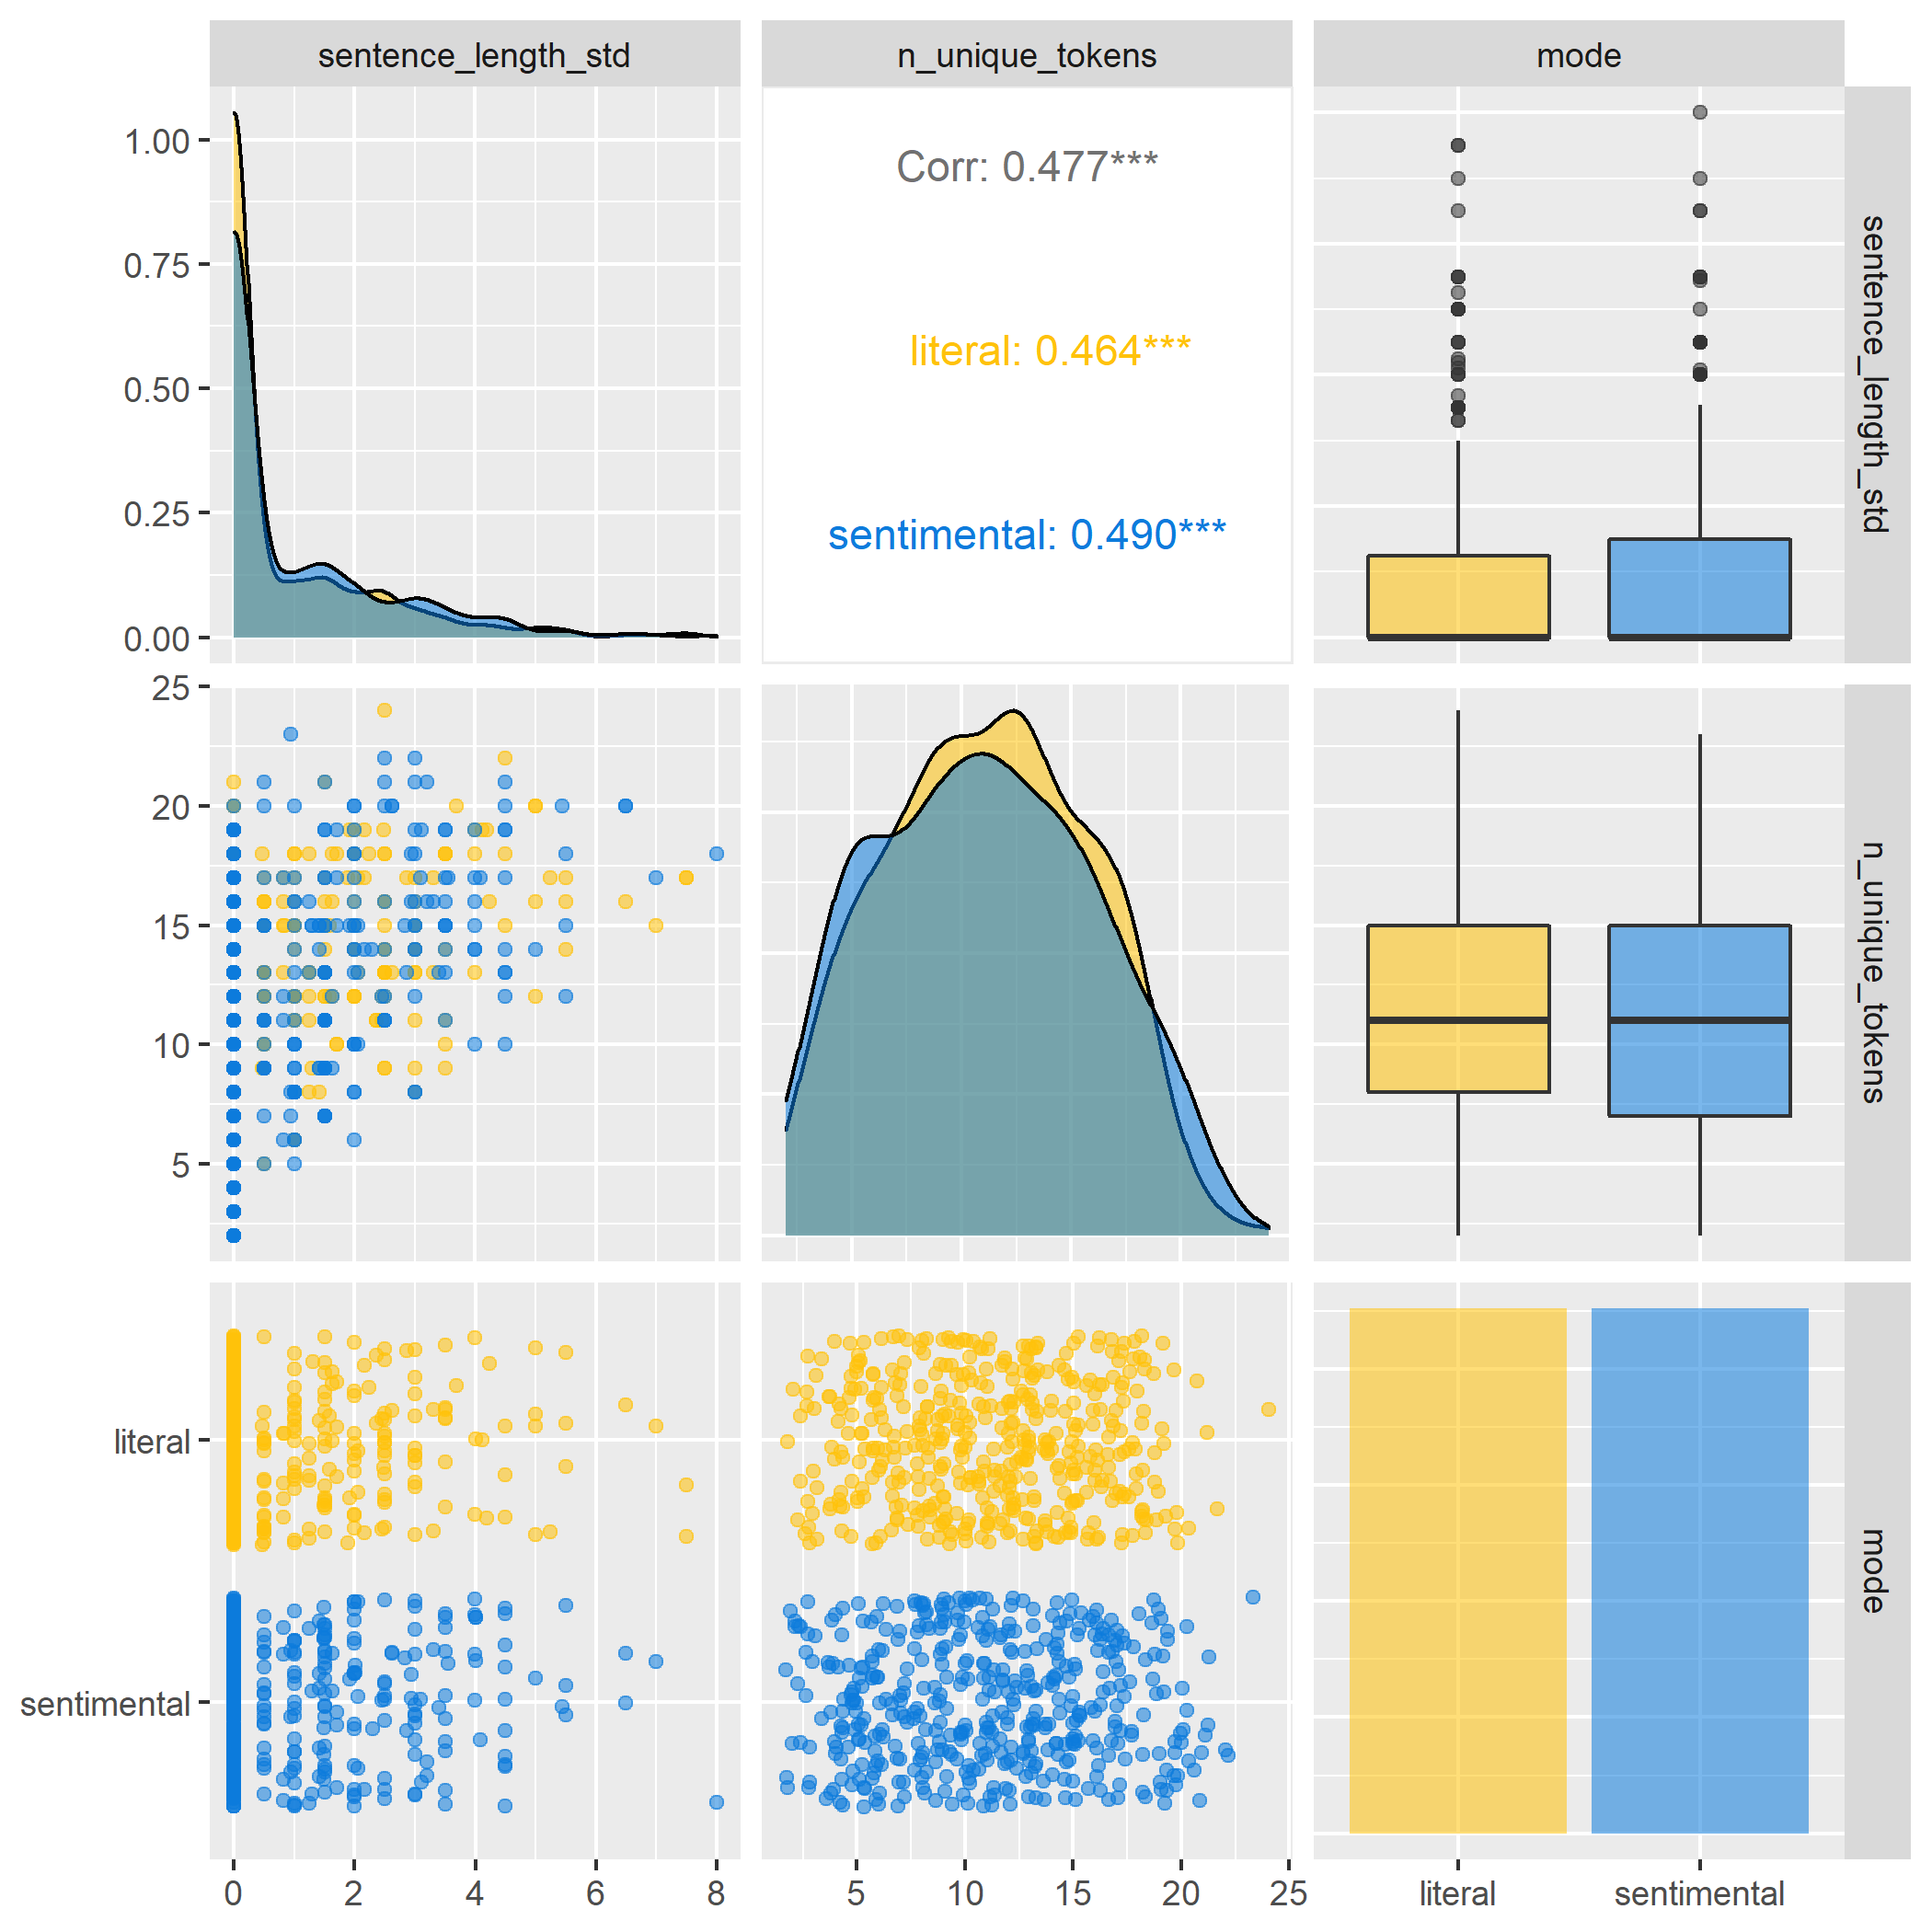 sentence_length_std n_unique_tokens mode
1.00
0.75
0.50
0.25
0.00
Corr: 0.477***
literal: 0.464***
sentimental: 0.490***
sentence_length_std
25
20
15
10
5
n_unique_tokens
literal
sentimental
mode
0 2 4 6 8
5 10 15 20 25
literal sentimental